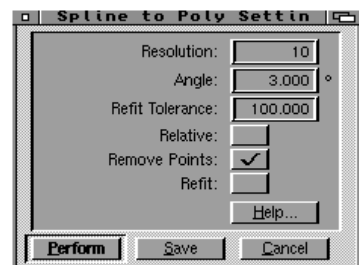 Spline to Poly Settin
Resolution: 10
Angle: 3.000 °
Refit Tolerance: 100.000
Relative:
Remove Points:
Refit:
Help...
Perform Save Cancel